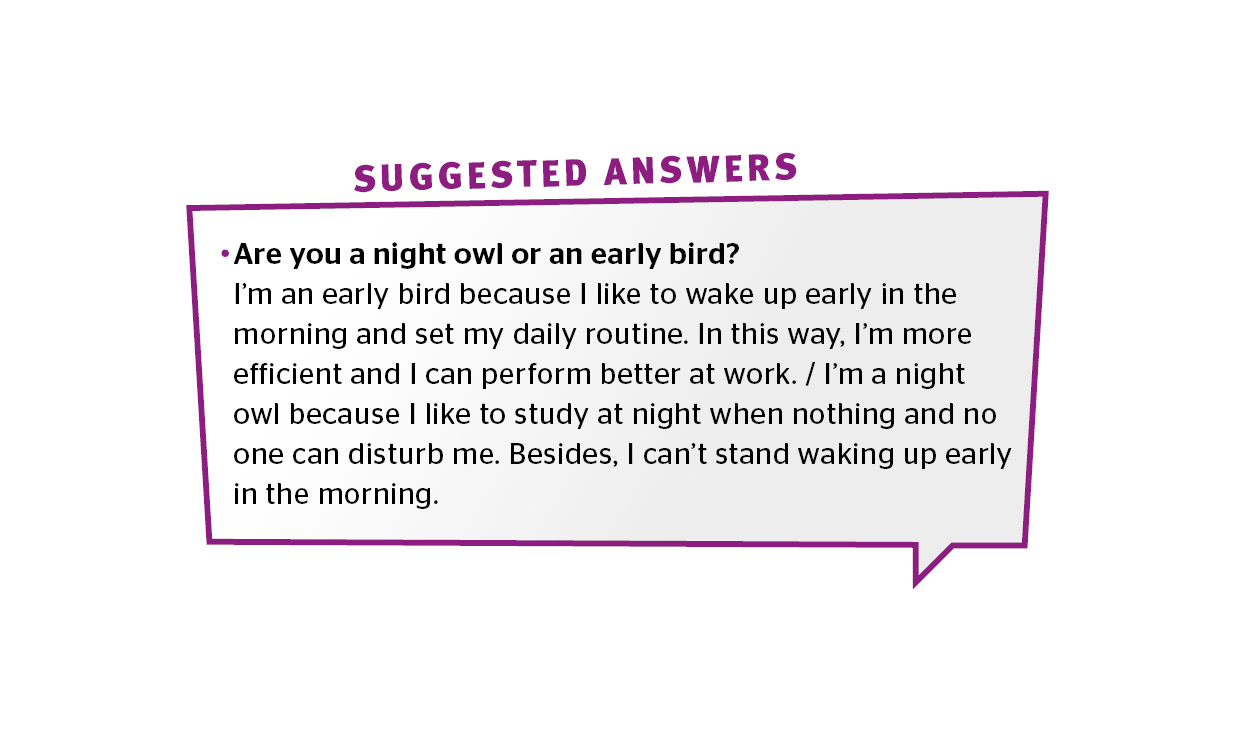 SUGGESTED ANSWERS
• Are you a night owl or an early bird?
I’m an early bird because I like to wake up early in the
morning and set my daily routine. In this way, I’m more
efficient and I can perform better at work. / I’m a night
owl because I like to study at night when nothing and no
one can disturb me. Besides, I can’t stand waking up early
in the morning.